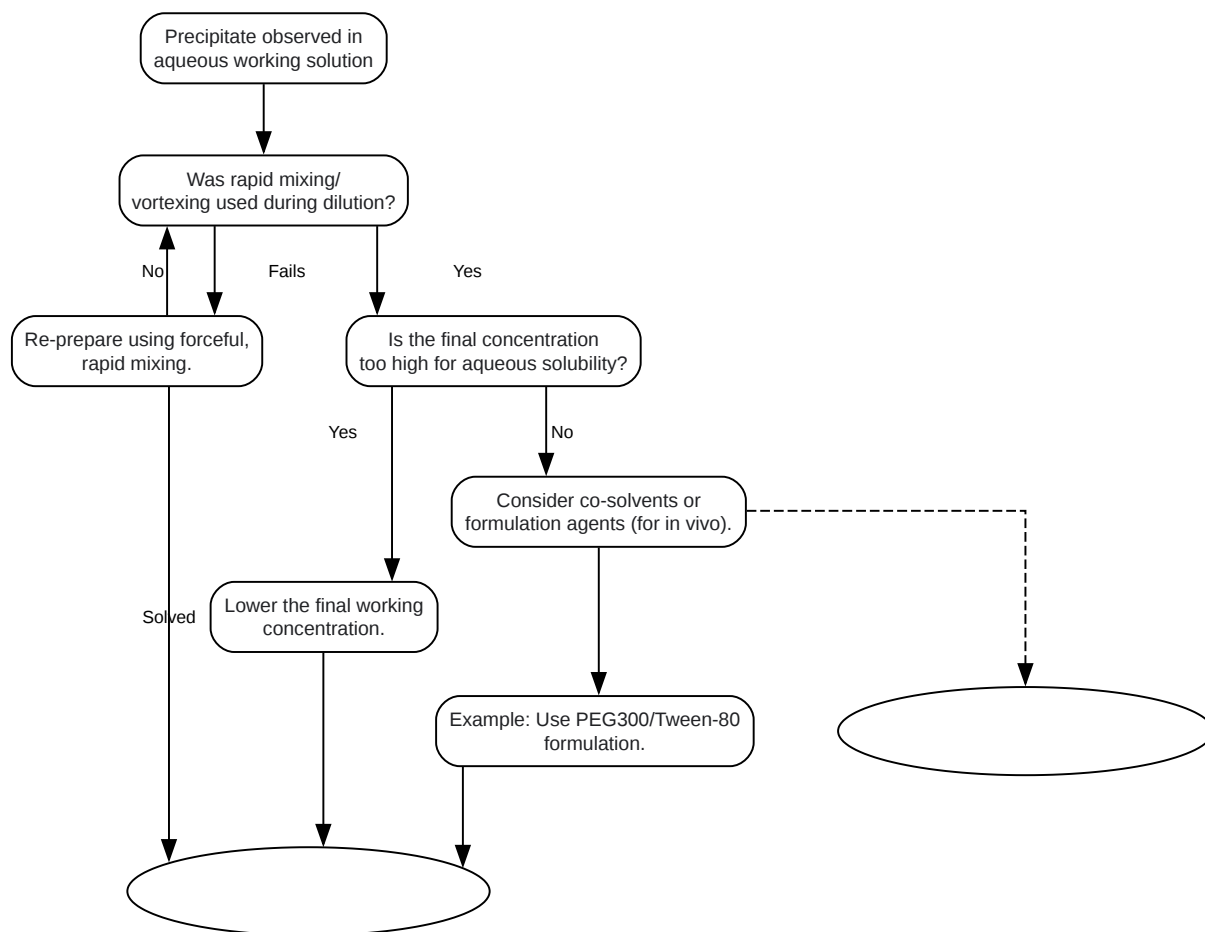 Precipitate observed in
aqueous working solution
Was rapid mixing/
vortexing used during dilution?
No
Fails
Yes
Re-prepare using forceful,
rapid mixing.
Is the final concentration
too high for aqueous solubility?
Yes
No
Consider co-solvents or
formulation agents (for in vivo).
Lower the final working
concentration.
Solved
Example: Use PEG300/Tween-80
formulation.